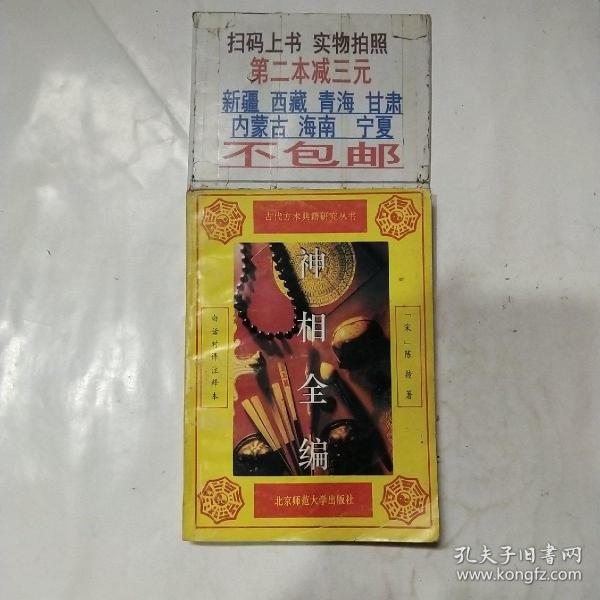 扫码上书 实物拍照
第二本减三元
新疆 西藏 青海 甘肃
内蒙古 海南 宁夏
不包邮
古代方术典籍研究丛书
神相全编
「宋」陈抟著
白话对译注释本
北京师范大学出版社
孔夫子旧书网
www.kongfz.com